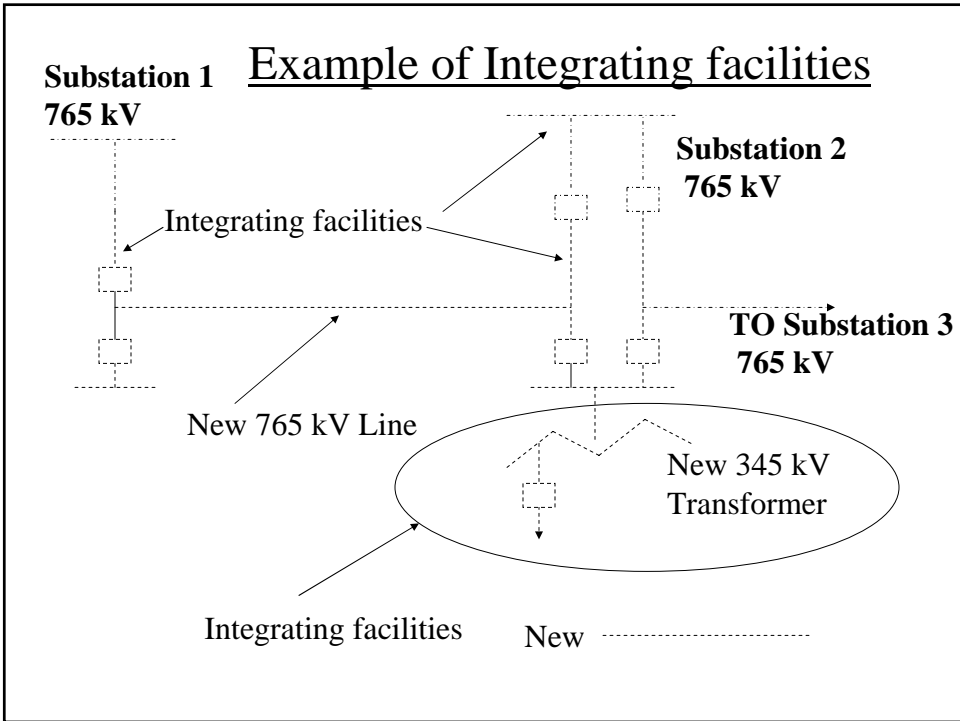 Example of Integrating facilities
Substation 1
765 kV
Substation 2
765 kV
Integrating facilities
TO Substation 3
765 kV
New 765 kV Line
New 345 kV
Transformer
Integrating facilities
New